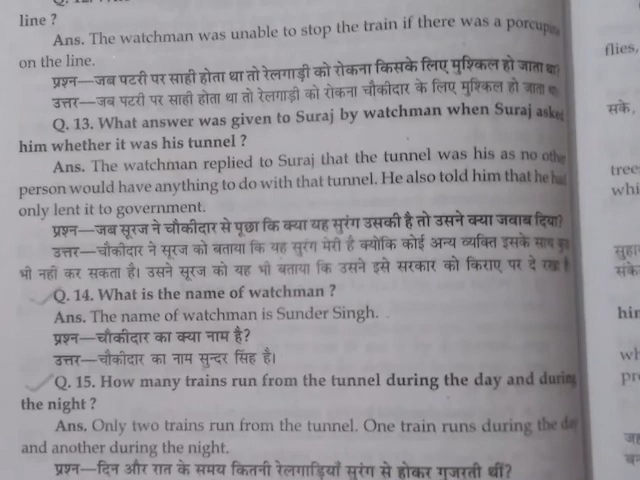 line ?
Ans. The watchman was unable to stop the train if there was a porcupine
on the line.
प्रश्न—जब पटरी पर साही होता था तो रेलगाड़ी को रोकना किसके लिए मुश्किल हो जाता था?
उत्तर—जब पटरी पर साही होता था तो रेलगाड़ी को रोकना चौकीदार के लिए मुश्किल हो जाता था
Q. 13. What answer was given to Suraj by watchman when Suraj asked
him whether it was his tunnel ?
Ans. The watchman replied to Suraj that the tunnel was his as no other
person would have anything to do with that tunnel. He also told him that he had
only lent it to government.
प्रश्न—जब सूरज ने चौकीदार से पूछा कि क्या यह सुरंग उसकी है तो उसने क्या जवाब दिया?
उत्तर—चौकीदार ने सूरज को बताया कि यह सुरंग मेरी है क्योंकि कोई अन्य व्यक्ति इसके साथ कुछ
भी नहीं कर सकता है। उसने सूरज को यह भी बताया कि उसने इसे सरकार को किराए पर दे रखा है
Q. 14. What is the name of watchman ?
Ans. The name of watchman is Sunder Singh.
प्रश्न—चौकीदार का क्या नाम है?
उत्तर—चौकीदार का नाम सुन्दर सिंह है।
Q. 15. How many trains run from the tunnel during the day and during
the night ?
Ans. Only two trains run from the tunnel. One train runs during the day
and another during the night.
प्रश्न—दिन और रात के समय कितनी रेलगाड़ियाँ सुरंग से होकर गुजरती थीं?
flies,
सके,
tree
whi
सुहा
संके
hin
wh
pr
जह